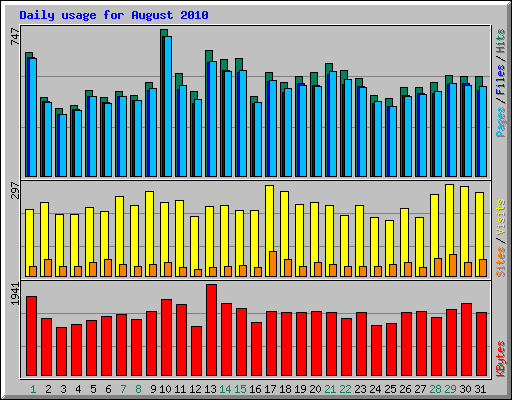 Daily usage for August 2010
747
Pages / Files / Hits
297
Sites / Visits
1941
KBytes
1 2 3 4 5 6 7 8 9 10 11 12 13 14 15 16 17 18 19 20 21 22 23 24 25 26 27 28 29 30 31